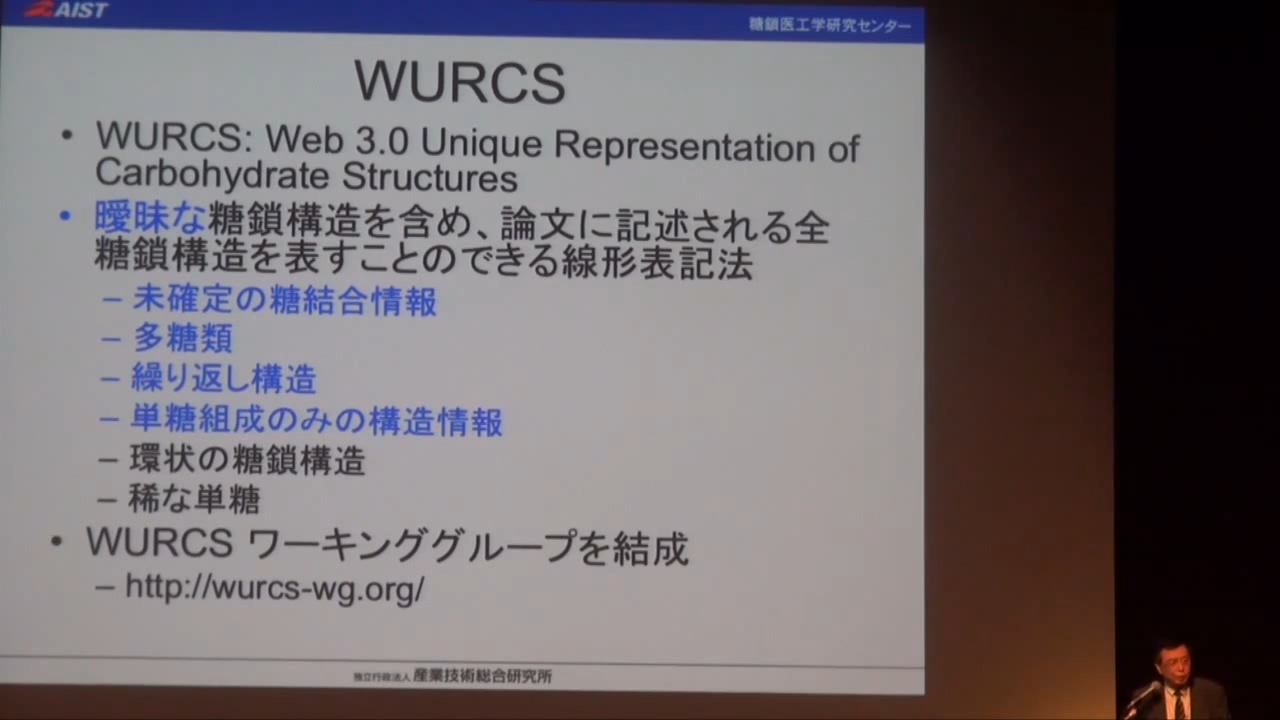 AIST
糖鎖医工学研究センター
WURCS
• WURCS: Web 3.0 Unique Representation of
Carbohydrate Structures
• 曖昧な糖鎖構造を含め、論文に記述される全
糖鎖構造を表すことのできる線形表記法
– 未確定の糖結合情報
– 多糖類
– 繰り返し構造
– 単糖組成のみの構造情報
– 環状の糖鎖構造
– 稀な単糖
• WURCS ワーキンググループを結成
– http://wurcs-wg.org/
独立行政法人 産業技術総合研究所